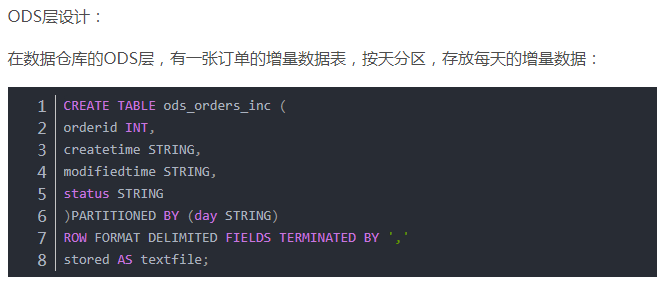 ODS层设计：
在数据仓库的ODS层，有一张订单的增量数据表，按天分区，存放每天的增量数据：
1 CREATE TABLE ods_orders_inc (
2 orderid INT,
3 createtime STRING,
4 modifiedtime STRING,
5 status STRING
6 )PARTITIONED BY (day STRING)
7 ROW FORMAT DELIMITED FIELDS TERMINATED BY ','
8 stored AS textfile;